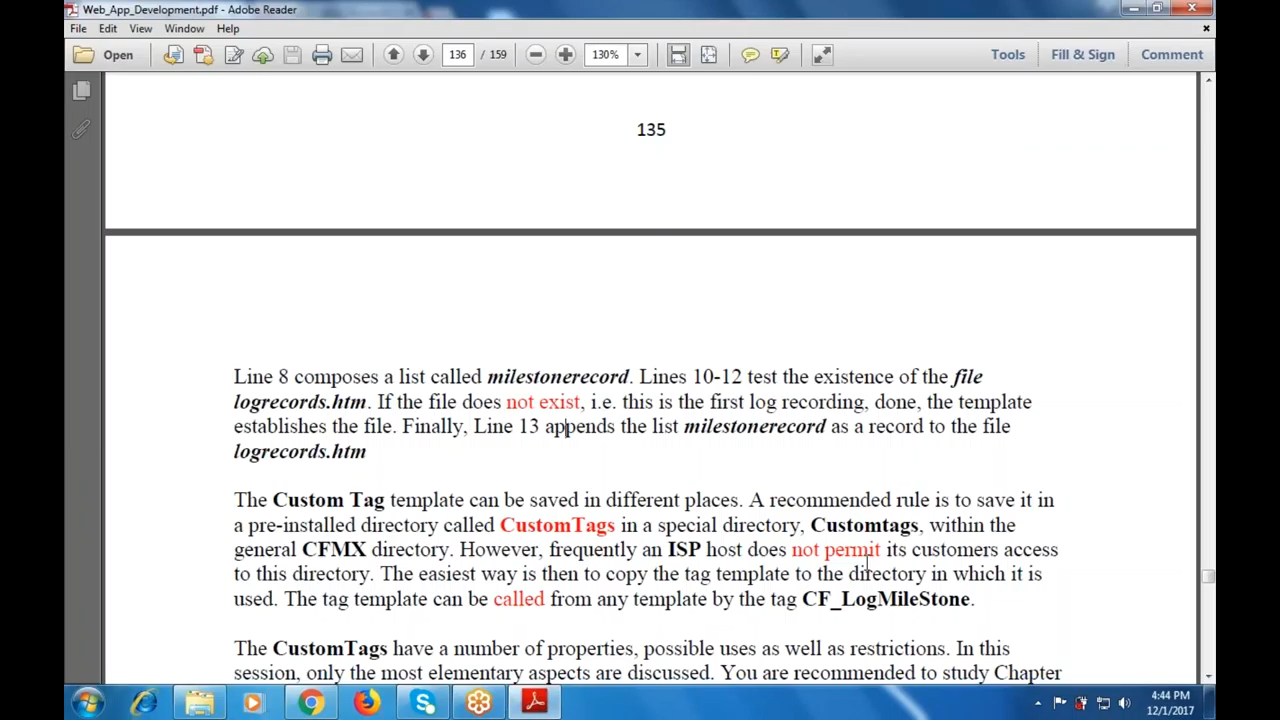 Web_App_Development.pdf - Adobe Reader
File Edit View Window Help
Open 136 / 159 130% Tools Fill & Sign Comment
135
Line 8 composes a list called milestonerecord. Lines 10-12 test the existence of the file
logrecords.htm. If the file does not exist, i.e. this is the first log recording, done, the template
establishes the file. Finally, Line 13 appends the list milestonerecord as a record to the file
logrecords.htm
The Custom Tag template can be saved in different places. A recommended rule is to save it in
a pre-installed directory called CustomTags in a special directory, Customtags, within the
general CFMX directory. However, frequently an ISP host does not permit its customers access
to this directory. The easiest way is then to copy the tag template to the directory in which it is
used. The tag template can be called from any template by the tag CF_LogMileStone.
The CustomTags have a number of properties, possible uses as well as restrictions. In this
session, only the most elementary aspects are discussed. You are recommended to study Chapter
4:44 PM
12/1/2017